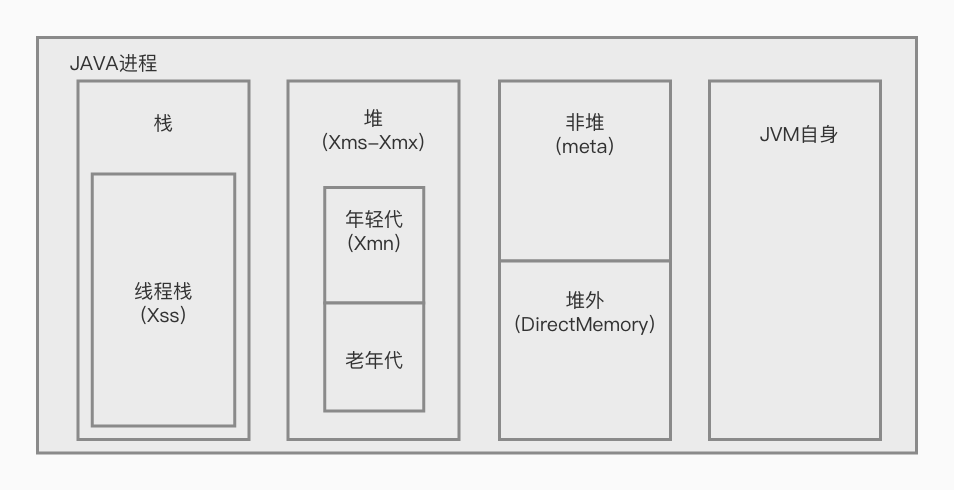 JAVA进程
栈
线程栈
(Xss)
堆
(Xms-Xmx)
年轻代
(Xmn)
老年代
非堆
(meta)
堆外
(DirectMemory)
JVM自身